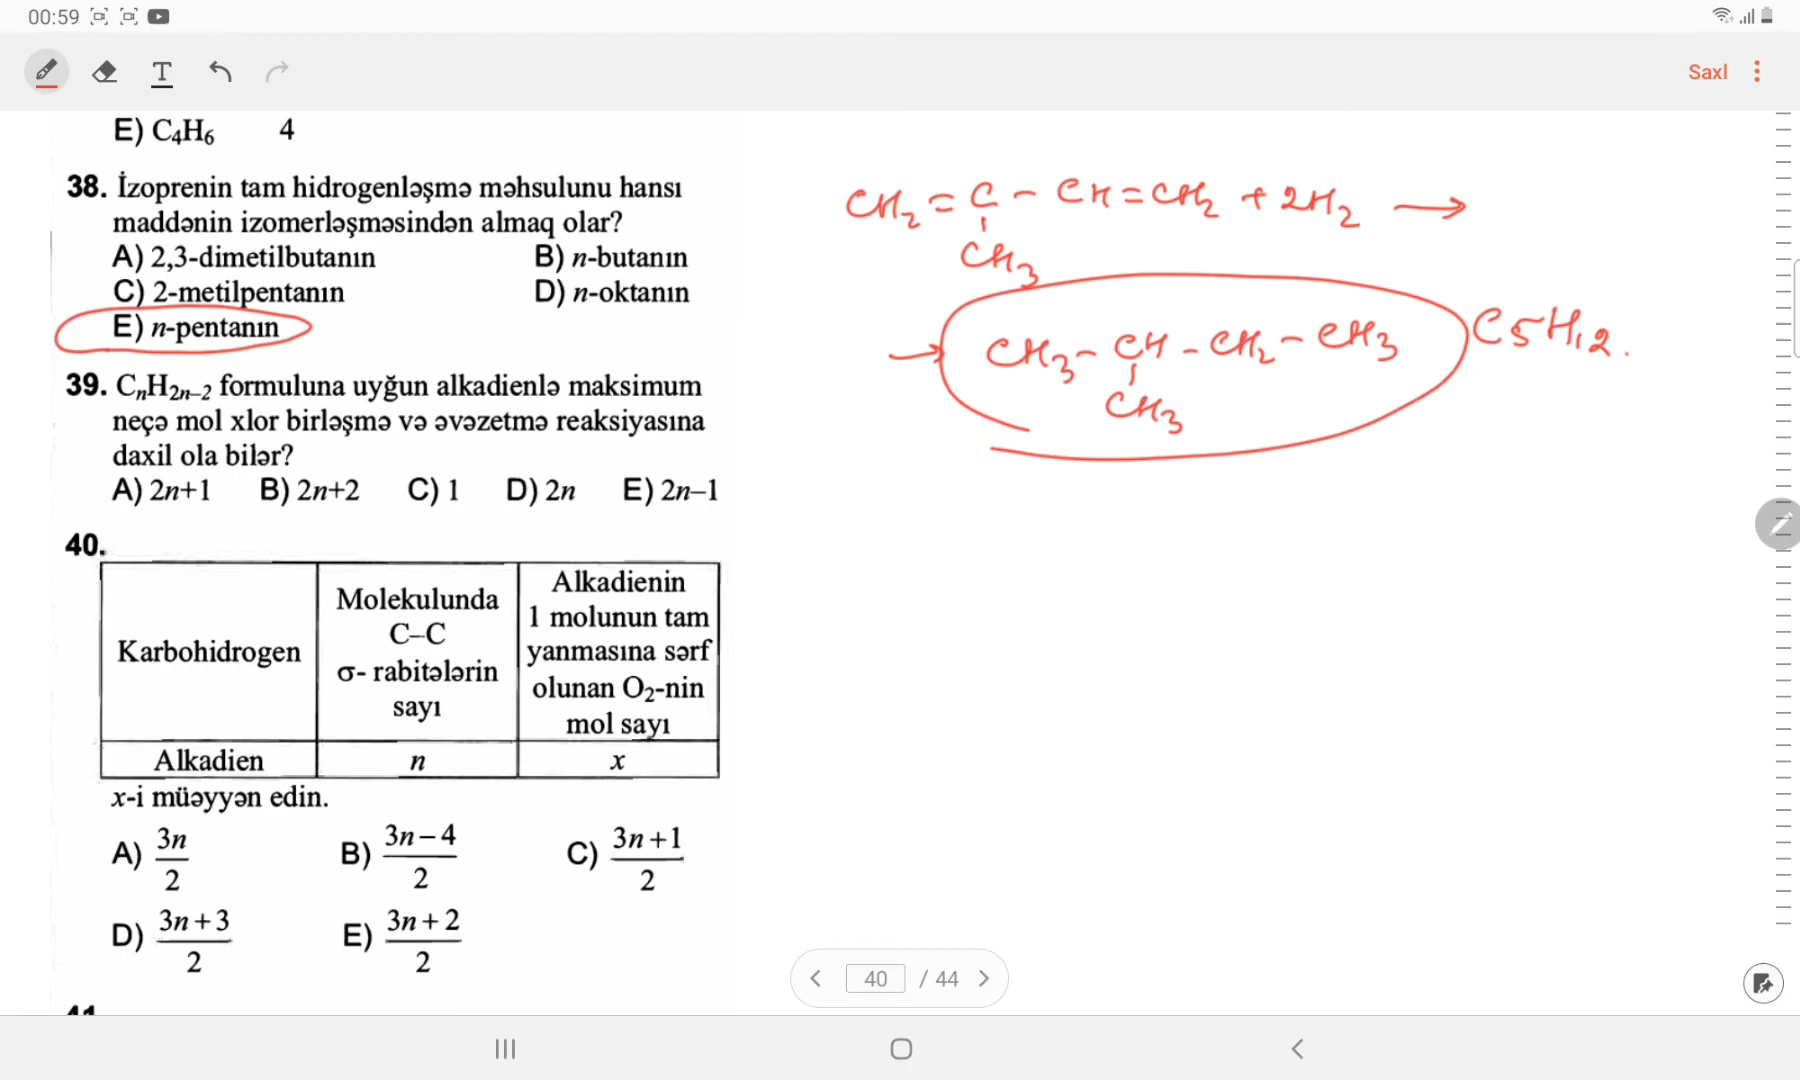 00:59
Saxl
E) C₄H₆ 4
38. İzoprenin tam hidrogenləşmə məhsulunu hansı
maddənin izomerləşməsindən almaq olar?
A) 2,3-dimetilbutanın B) n-butanın
C) 2-metilpentanın D) n-oktanın
E) n-pentanın
39. CₙH₂ₙ₋₂ formuluna uyğun alkadienlə maksimum
neçə mol xlor birləşmə və əvəzetmə reaksiyasına
daxil ola bilər?
A) 2n+1 B) 2n+2 C) 1 D) 2n E) 2n–1
40.
Karbohidrogen
Molekulunda
C–C
σ- rabitələrin
sayı
Alkadienin
1 molunun tam
yanmasına sərf
olunan O₂-nin
mol sayı
Alkadien n x
x-i müəyyən edin.
A) 3n/2 B) 3n–4/2 C) 3n+1/2
D) 3n+3/2 E) 3n+2/2
CH₂=C–CH=CH₂+2H₂ →
CH₃
→ CH₃–CH–CH₂–CH₃ C5H12.
CH₃
40 / 44